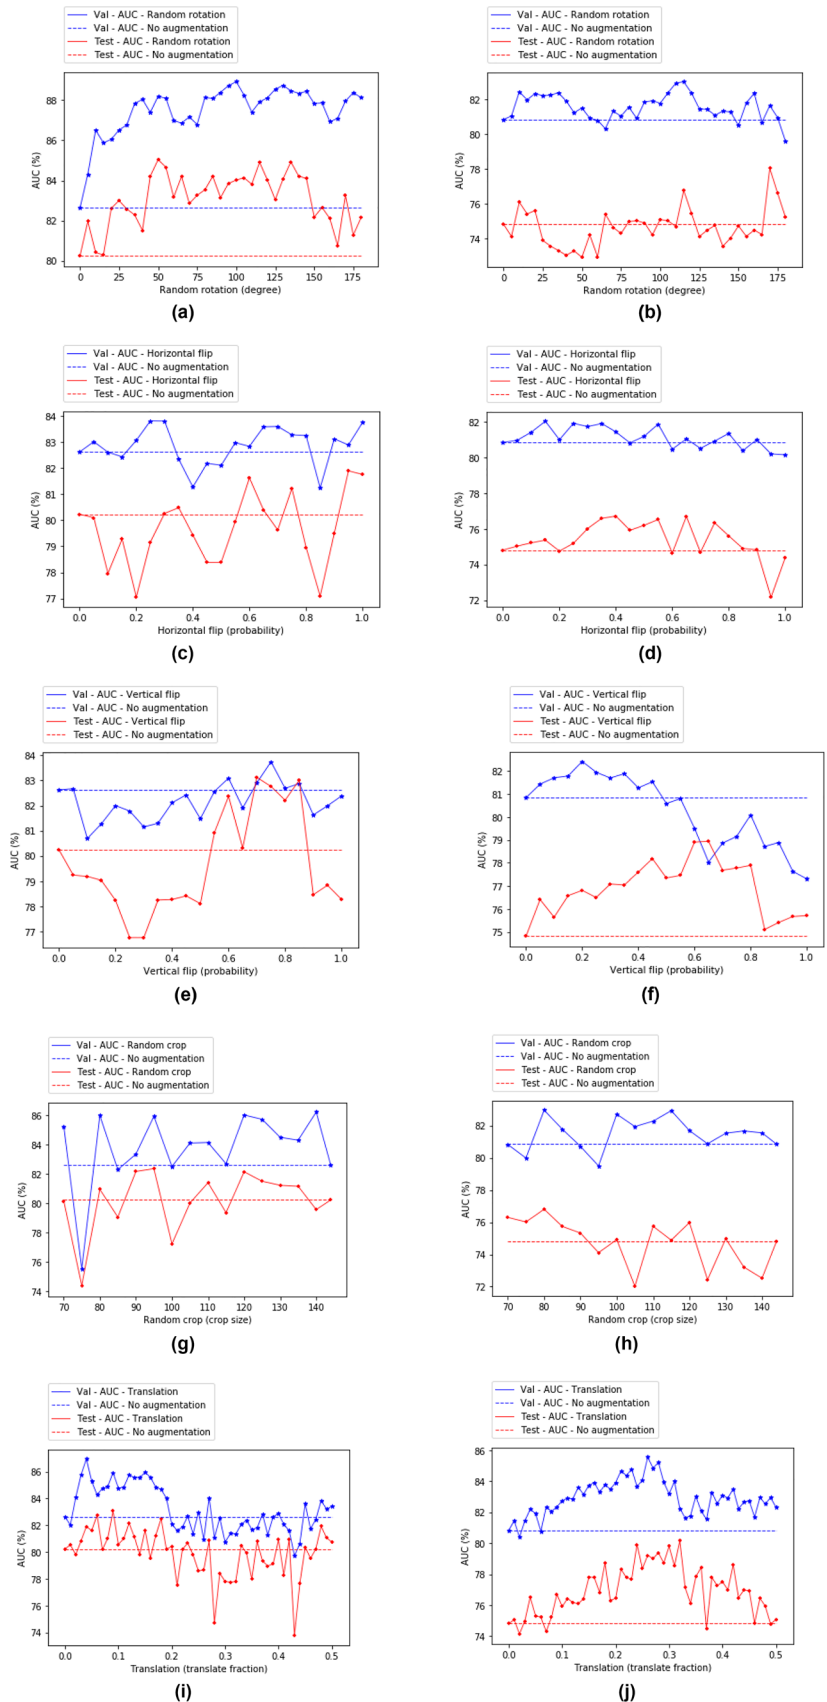 Val - AUC - Random rotation
Val - AUC - No augmentation
Test - AUC - Random rotation
Test - AUC - No augmentation
88
86
84
82
80
AUC (%)
0 25 50 75 100 125 150 175
Random rotation (degree)
(a)
Val - AUC - Random rotation
Val - AUC - No augmentation
Test - AUC - Random rotation
Test - AUC - No augmentation
82
80
78
76
74
AUC (%)
0 25 50 75 100 125 150 175
Random rotation (degree)
(b)
Val - AUC - Horizontal flip
Val - AUC - No augmentation
Test - AUC - Horizontal flip
Test - AUC - No augmentation
84
83
82
81
80
79
78
77
AUC (%)
0.0 0.2 0.4 0.6 0.8 1.0
Horizontal flip (probability)
(c)
Val - AUC - Horizontal flip
Val - AUC - No augmentation
Test - AUC - Horizontal flip
Test - AUC - No augmentation
82
80
78
76
74
72
AUC (%)
0.0 0.2 0.4 0.6 0.8 1.0
Horizontal flip (probability)
(d)
Val - AUC - Vertical flip
Val - AUC - No augmentation
Test - AUC - Vertical flip
Test - AUC - No augmentation
84
83
82
81
80
79
78
77
AUC (%)
0.0 0.2 0.4 0.6 0.8 1.0
Vertical flip (probability)
(e)
Val - AUC - Vertical flip
Val - AUC - No augmentation
Test - AUC - Vertical flip
Test - AUC - No augmentation
82
81
80
79
78
77
76
75
AUC (%)
0.0 0.2 0.4 0.6 0.8 1.0
Vertical flip (probability)
(f)
Val - AUC - Random crop
Val - AUC - No augmentation
Test - AUC - Random crop
Test - AUC - No augmentation
86
84
82
80
78
76
74
AUC (%)
70 80 90 100 110 120 130 140
Random crop (crop size)
(g)
Val - AUC - Random crop
Val - AUC - No augmentation
Test - AUC - Random crop
Test - AUC - No augmentation
82
80
78
76
74
72
AUC (%)
70 80 90 100 110 120 130 140
Random crop (crop size)
(h)
Val - AUC - Translation
Val - AUC - No augmentation
Test - AUC - Translation
Test - AUC - No augmentation
86
84
82
80
78
76
74
AUC (%)
0.0 0.1 0.2 0.3 0.4 0.5
Translation (translate fraction)
(i)
Val - AUC - Translation
Val - AUC - No augmentation
Test - AUC - Translation
Test - AUC - No augmentation
86
84
82
80
78
76
74
AUC (%)
0.0 0.1 0.2 0.3 0.4 0.5
Translation (translate fraction)
(j)